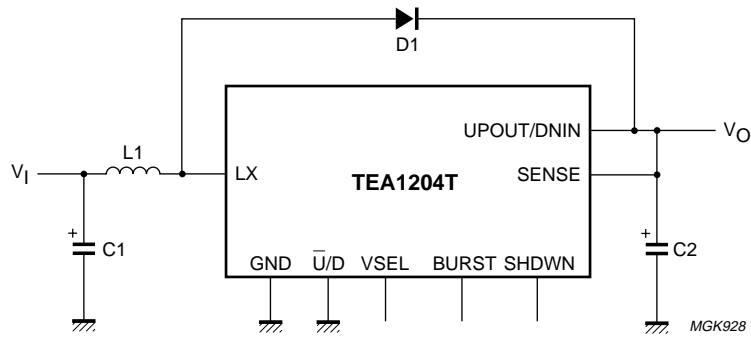 D1
UPOUT/DNIN
V_O
L1
V_I
LX
TEA1204T
SENSE
C1
C2
GND
U̅/D
VSEL
BURST
SHDWN
MGK928